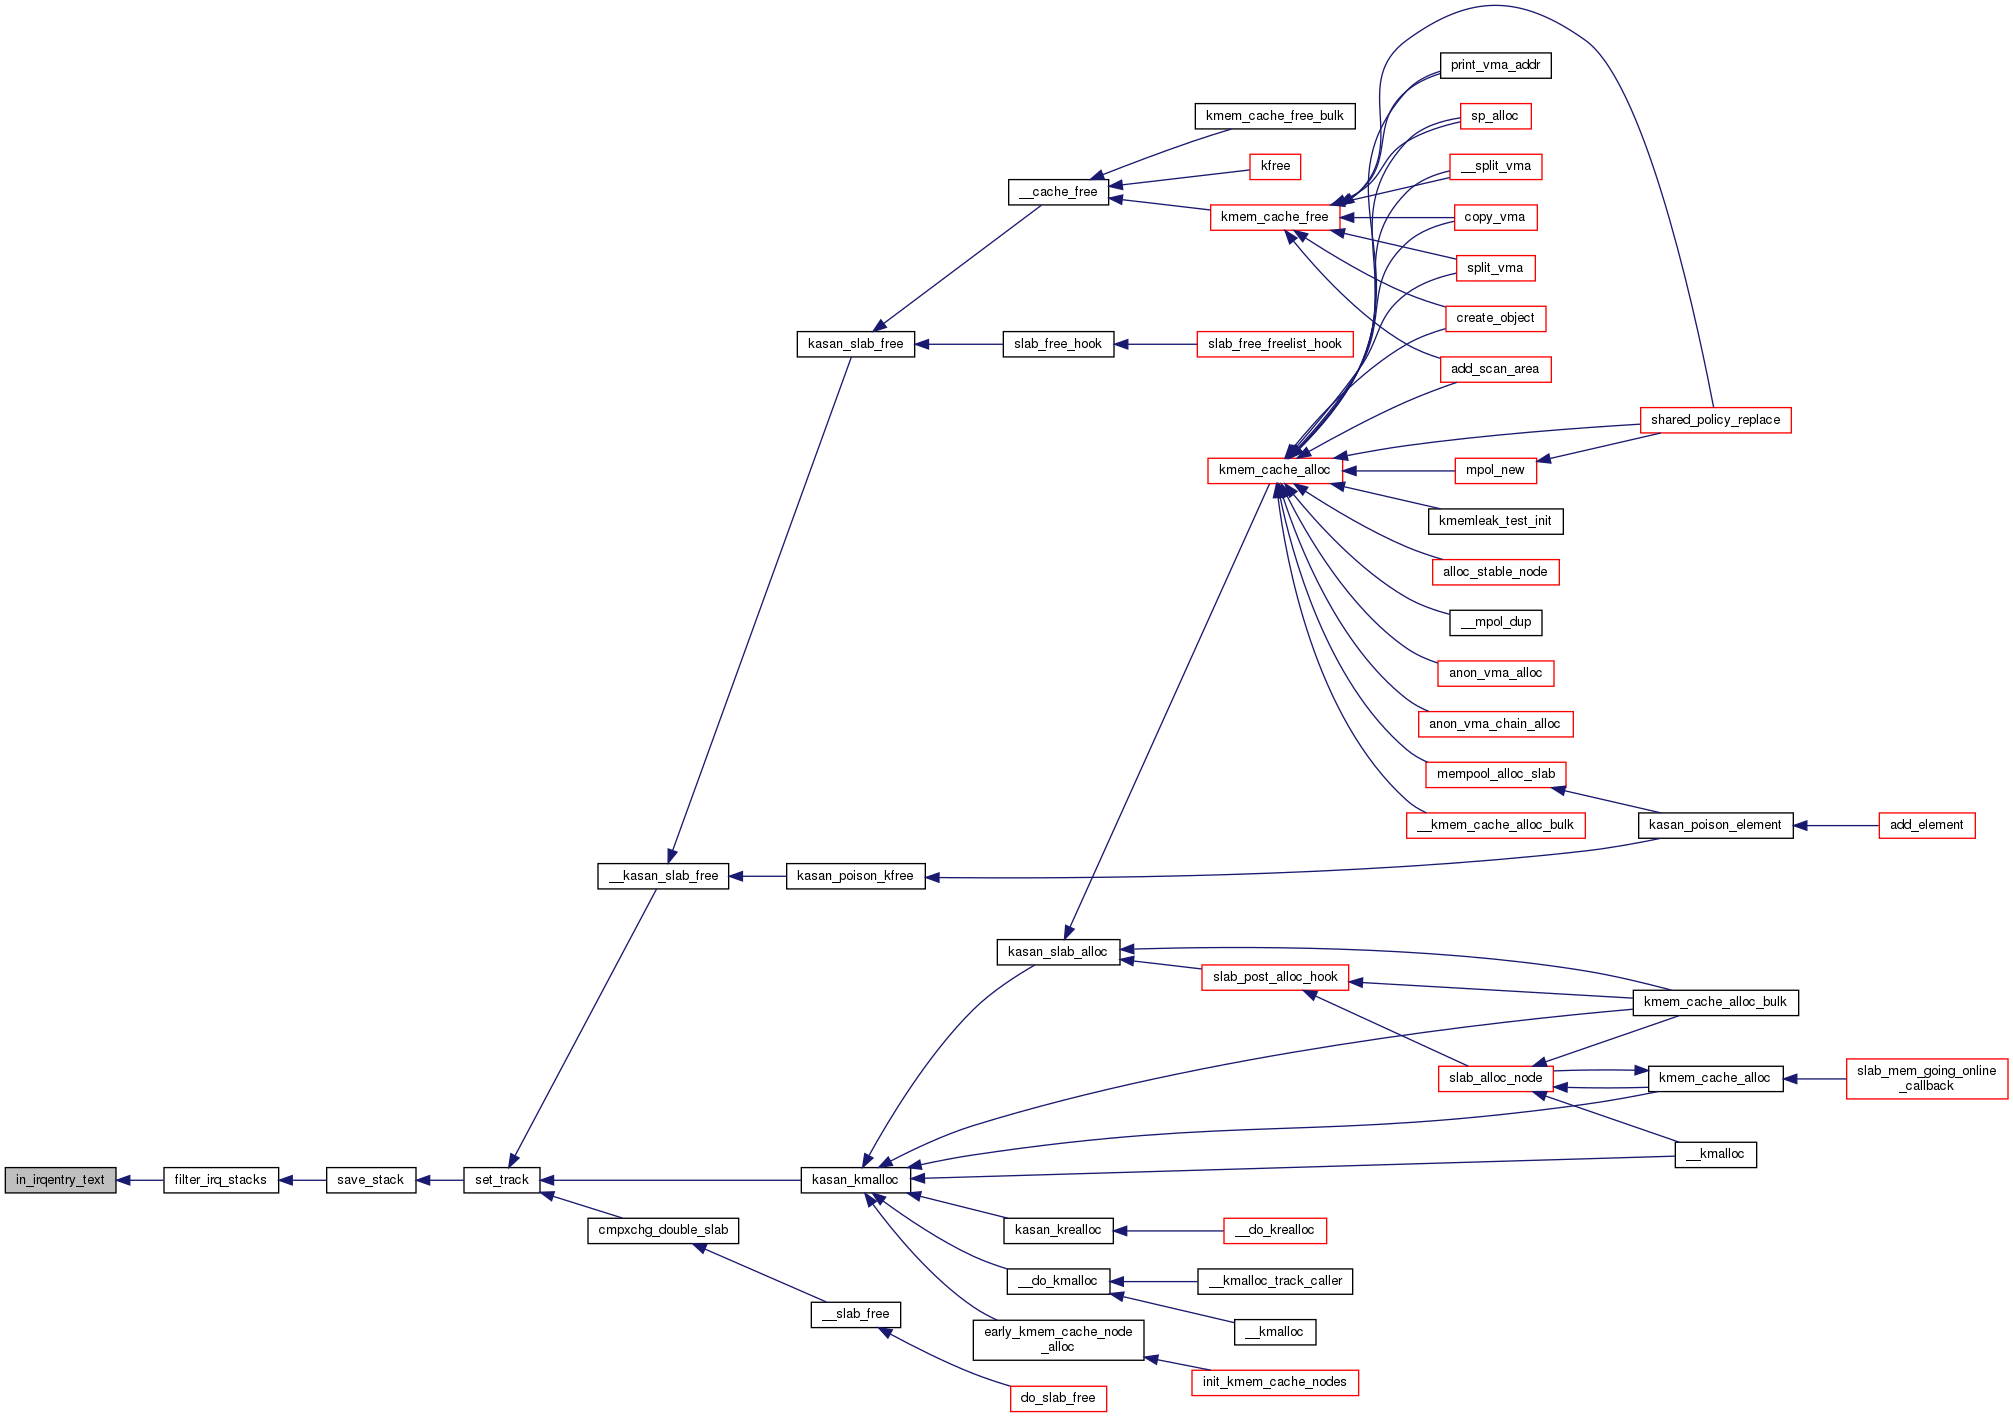 print_vma_addr
kmem_cache_free_bulk
sp_alloc
kfree
__split_vma
__cache_free
kmem_cache_free
copy_vma
split_vma
create_object
kasan_slab_free
slab_free_hook
slab_free_freelist_hook
add_scan_area
shared_policy_replace
kmem_cache_alloc
mpol_new
kmemleak_test_init
alloc_stable_node
__mpol_dup
anon_vma_alloc
anon_vma_chain_alloc
mempool_alloc_slab
__kmem_cache_alloc_bulk
kasan_poison_element
add_element
__kasan_slab_free
kasan_poison_kfree
kasan_slab_alloc
slab_post_alloc_hook
kmem_cache_alloc_bulk
slab_alloc_node
kmem_cache_alloc
slab_mem_going_online
_callback
__kmalloc
in_irqentry_text
filter_irq_stacks
save_stack
set_track
kasan_kmalloc
cmpxchg_double_slab
kasan_krealloc
__do_krealloc
__do_kmalloc
__kmalloc_track_caller
__slab_free
early_kmem_cache_node
_alloc
__kmalloc
init_kmem_cache_nodes
do_slab_free